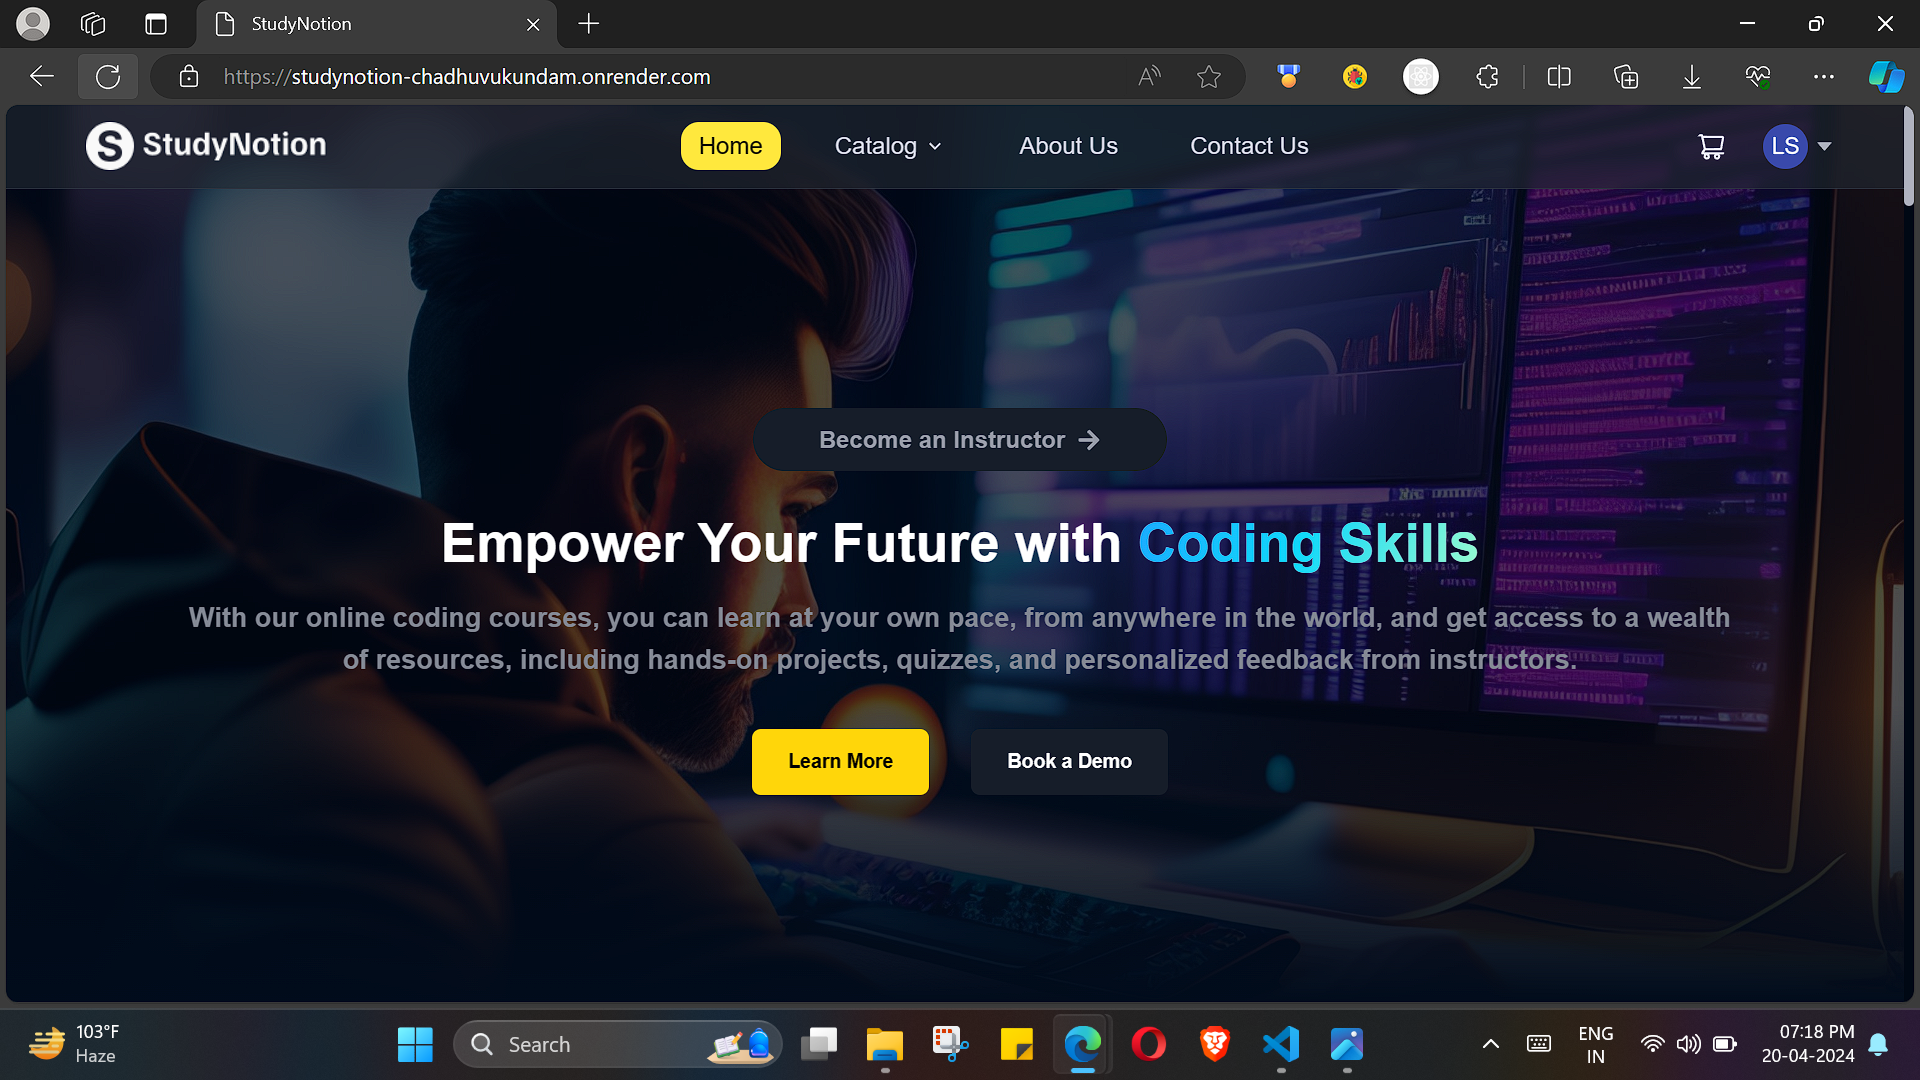 StudyNotion
https://studynotion-chadhuvukundam.onrender.com
S StudyNotion
Home
Catalog
About Us
Contact Us
LS
Become an Instructor
Empower Your Future with Coding Skills
With our online coding courses, you can learn at your own pace, from anywhere in the world, and get access to a wealth
of resources, including hands-on projects, quizzes, and personalized feedback from instructors.
Learn More
Book a Demo
103°F
Haze
Search
ENG
IN
07:18 PM
20-04-2024